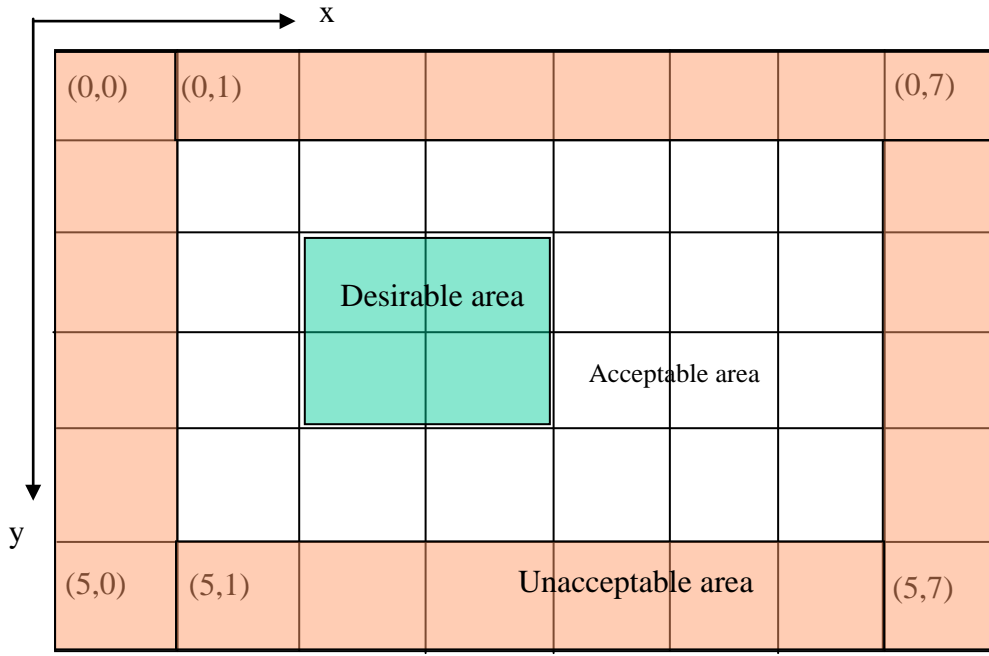 x
(0,0)
(0,1)
(0,7)
Desirable area
Acceptable area
y
(5,0)
(5,1)
Unacceptable area
(5,7)